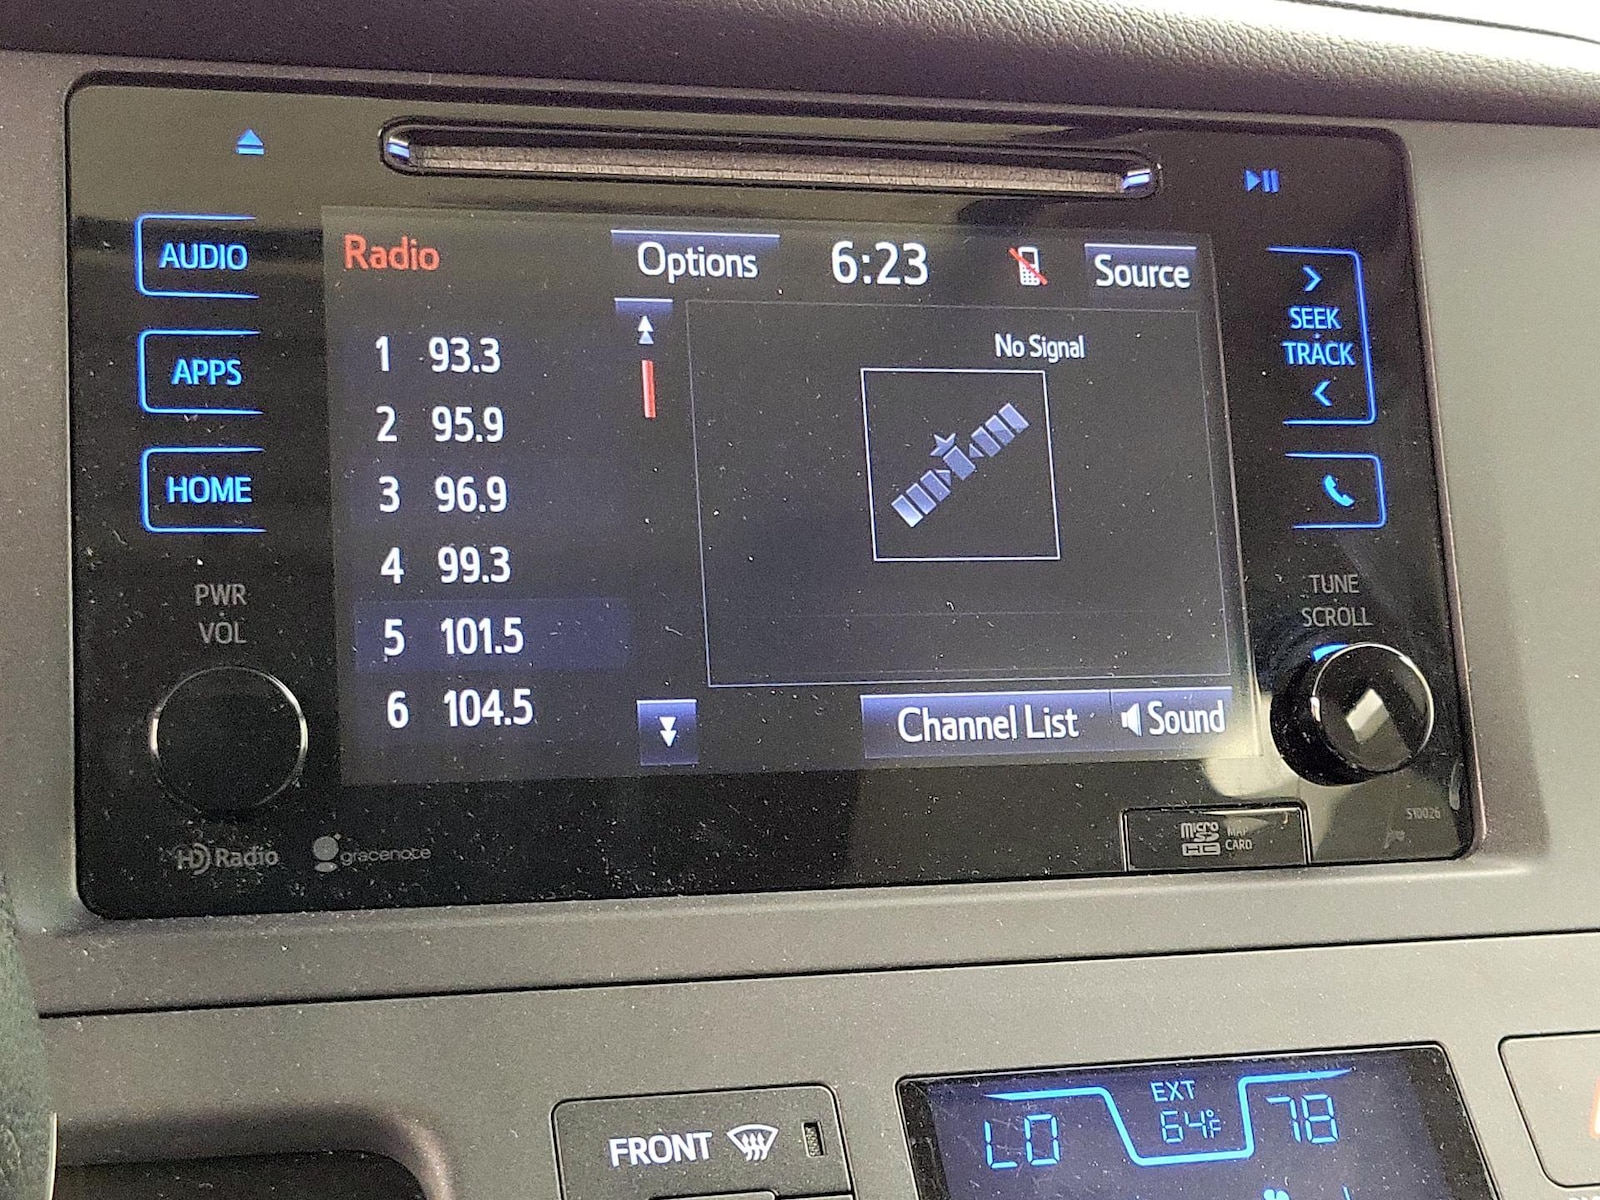 AUDIO
APPS
HOME
PWR
VOL
Radio
Options
6:23
Source
1 93.3
2 95.9
3 96.9
4 99.3
5 101.5
6 104.5
No Signal
Channel List
Sound
SEEK
TRACK
TUNE
SCROLL
HD Radio
gracenote
micro
SD
HC
MAP
CARD
510026
FRONT
LO
EXT
64°F
78